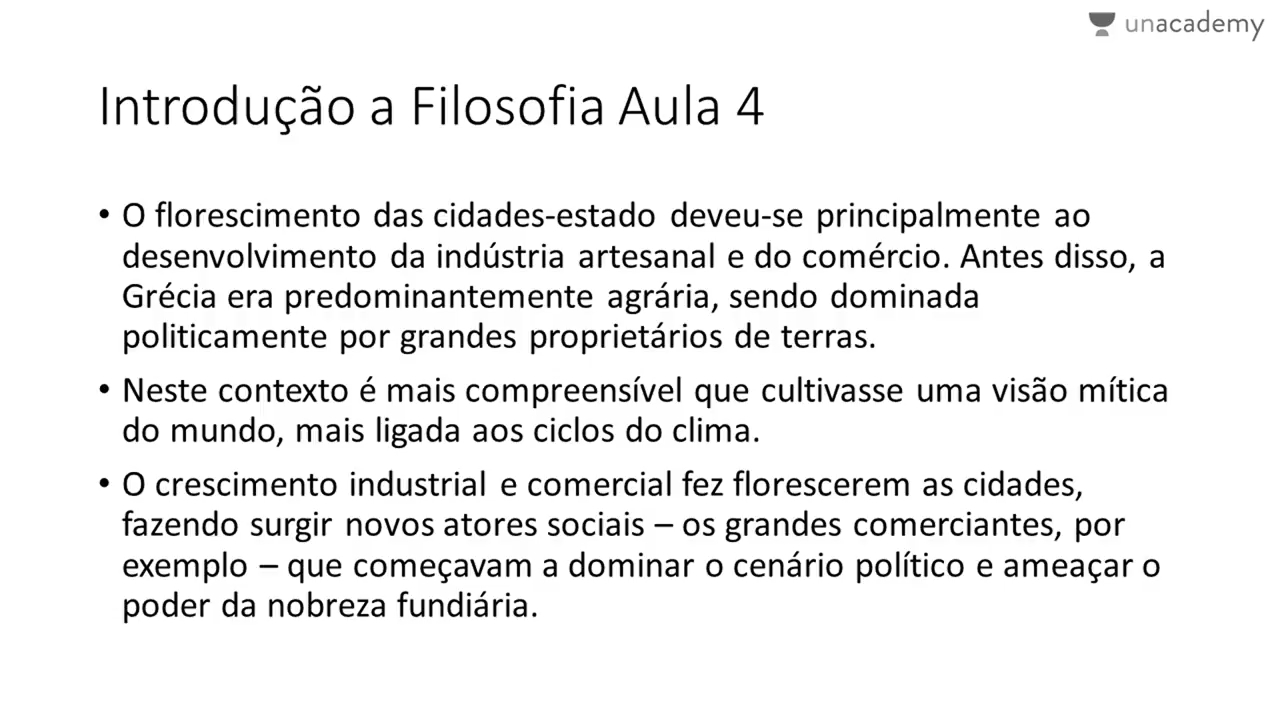 unacademy
Introdução a Filosofia Aula 4
• O florescimento das cidades-estado deveu-se principalmente ao
desenvolvimento da indústria artesanal e do comércio. Antes disso, a
Grécia era predominantemente agrária, sendo dominada
politicamente por grandes proprietários de terras.
• Neste contexto é mais compreensível que cultivasse uma visão mítica
do mundo, mais ligada aos ciclos do clima.
• O crescimento industrial e comercial fez florescerem as cidades,
fazendo surgir novos atores sociais – os grandes comerciantes, por
exemplo – que começavam a dominar o cenário político e ameaçar o
poder da nobreza fundiária.